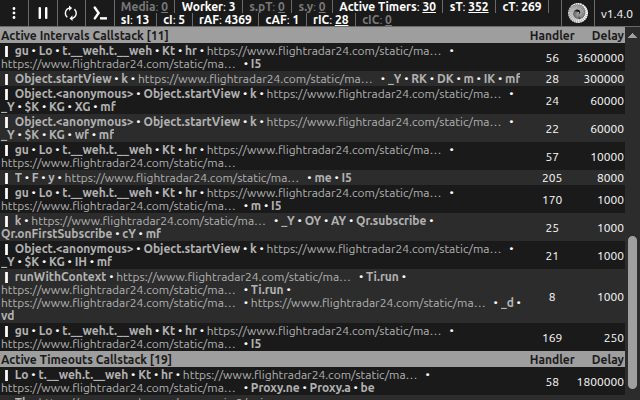 Media: 0 Worker: 3 s.pT: 0 s.y: 0 Active Timers: 30 sT: 352 cT: 269
sI: 13 cI: 5 rAF: 4369 cAF: 1 rIC: 28 cIC: 0 v1.4.0
Active Intervals Callstack [11] Handler Delay
gu • Lo • t.__weh.t.__weh • Kt • hr • https://www.flightradar24.com/static/ma… •
https://www.flightradar24.com/static/ma… • I5 56 3600000
Object.startView • k • https://www.flightradar24.com/static/ma… • _Y • RK • DK • m • IK • mf 28 300000
Object.<anonymous> • Object.startView • k • https://www.flightradar24.com/static/ma… •
_Y • $K • KG • XG • mf 24 60000
Object.<anonymous> • Object.startView • k • https://www.flightradar24.com/static/ma… •
_Y • $K • KG • wf • mf 22 60000
gu • Lo • t.__weh.t.__weh • Kt • hr • https://www.flightradar24.com/static/ma… •
https://www.flightradar24.com/static/ma… 57 10000
T • F • y • https://www.flightradar24.com/static/ma… • me • I5 205 8000
gu • Lo • t.__weh.t.__weh • Kt • hr • https://www.flightradar24.com/static/ma… •
https://www.flightradar24.com/static/ma… • m • I5 170 1000
k • https://www.flightradar24.com/static/ma… • _Y • OY • AY • Qr.subscribe •
Qr.onFirstSubscribe • cY • mf 25 1000
Object.<anonymous> • Object.startView • k • https://www.flightradar24.com/static/ma… •
_Y • $K • KG • IH • mf 21 1000
runWithContext • https://www.flightradar24.com/static/ma… • Ti.run •
https://www.flightradar24.com/static/ma… • Ti.run •
https://www.flightradar24.com/static/ma… • https://www.flightradar24.com/static/ma… • _d •
vd 8 1000
gu • Lo • t.__weh.t.__weh • Kt • hr • https://www.flightradar24.com/static/ma… •
https://www.flightradar24.com/static/ma… • I5 169 250
Active Timeouts Callstack [19] Handler Delay
Lo • t.__weh.t.__weh • Kt • hr • https://www.flightradar24.com/static/ma… •
https://www.flightradar24.com/static/ma… • Proxy.ne • Proxy.a • be 58 1800000